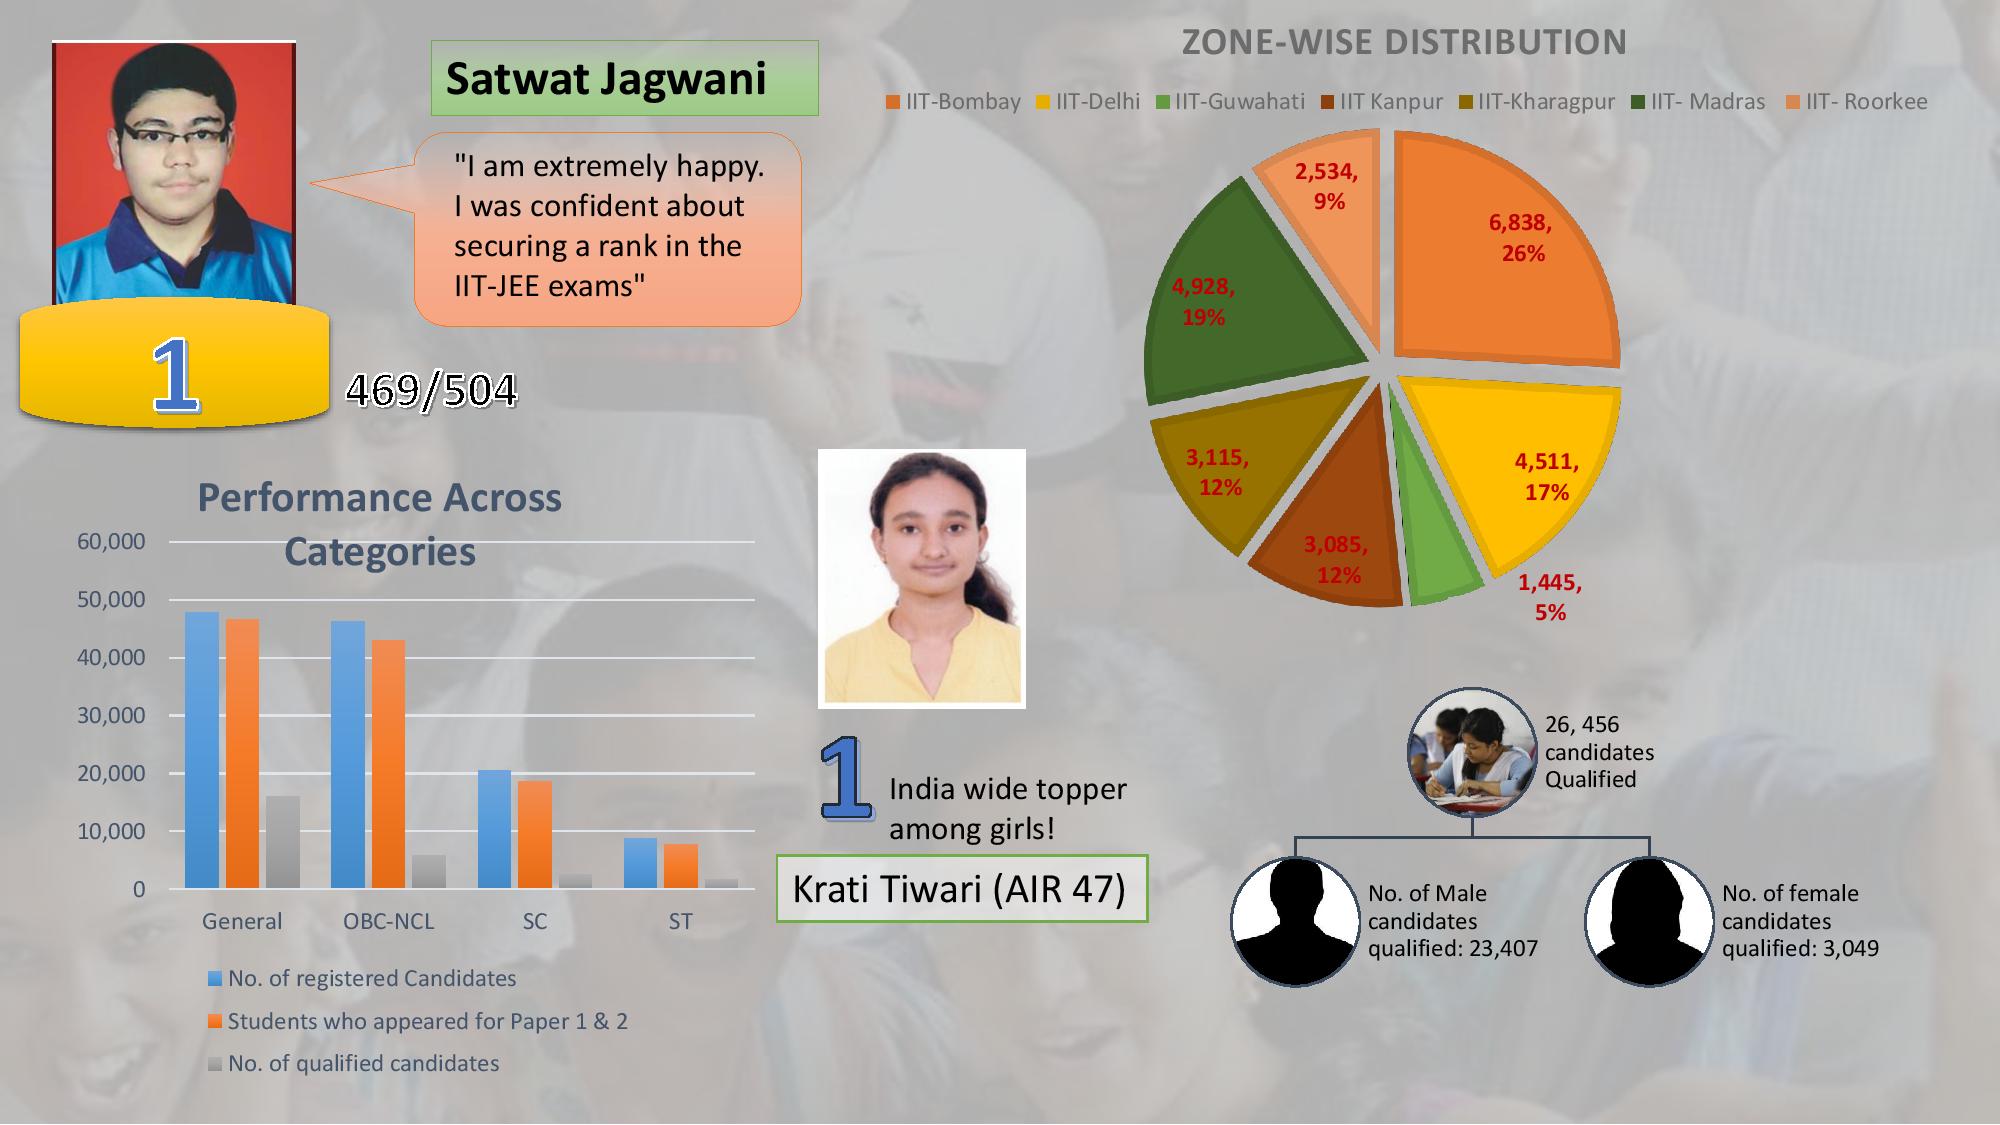 Satwat Jagwani
"I am extremely happy.
I was confident about
securing a rank in the
IIT-JEE exams"
1
469/504
ZONE-WISE DISTRIBUTION
IIT-Bombay IIT-Delhi IIT-Guwahati IIT Kanpur IIT-Kharagpur IIT- Madras IIT- Roorkee
2,534,
9%
6,838,
26%
4,928,
19%
3,115,
12%
4,511,
17%
3,085,
12%
1,445,
5%
Performance Across
Categories
60,000
50,000
40,000
30,000
20,000
10,000
0
General OBC-NCL SC ST
No. of registered Candidates
Students who appeared for Paper 1 & 2
No. of qualified candidates
1
India wide topper
among girls!
Krati Tiwari (AIR 47)
26, 456
candidates
Qualified
No. of Male
candidates
qualified: 23,407
No. of female
candidates
qualified: 3,049